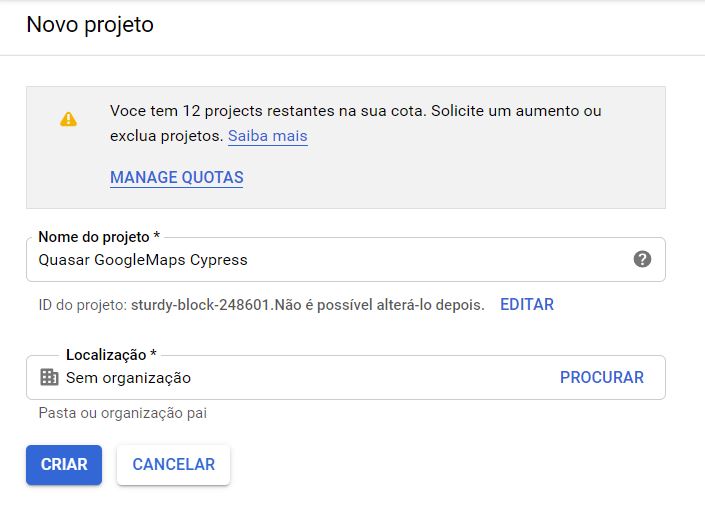 Novo projeto
Voce tem 12 projects restantes na sua cota. Solicite um aumento ou
exclua projetos. Saiba mais
MANAGE QUOTAS
Nome do projeto *
Quasar GoogleMaps Cypress
ID do projeto: sturdy-block-248601.Não é possível alterá-lo depois. EDITAR
Localização *
Sem organização PROCURAR
Pasta ou organização pai
CRIAR CANCELAR